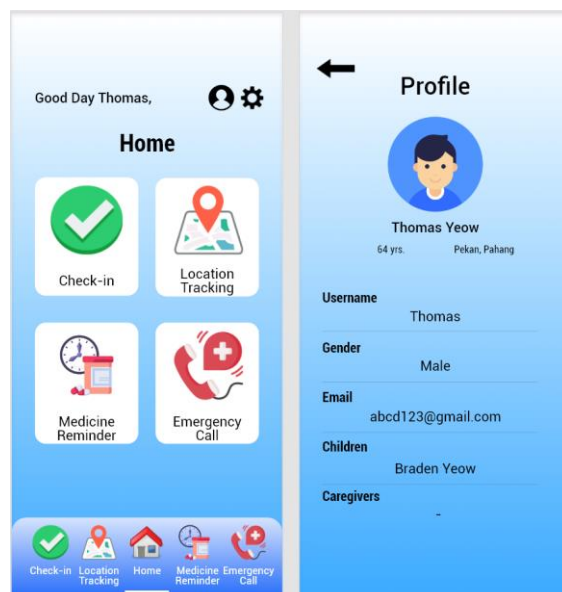 Good Day Thomas,
Home
Check-in
Location
Tracking
Medicine
Reminder
Emergency
Call
Check-in
Location
Tracking
Home
Medicine
Reminder
Emergency
Call
Profile
Thomas Yeow
64 yrs.
Pekan, Pahang
Username
Thomas
Gender
Male
Email
abcd123@gmail.com
Children
Braden Yeow
Caregivers
-